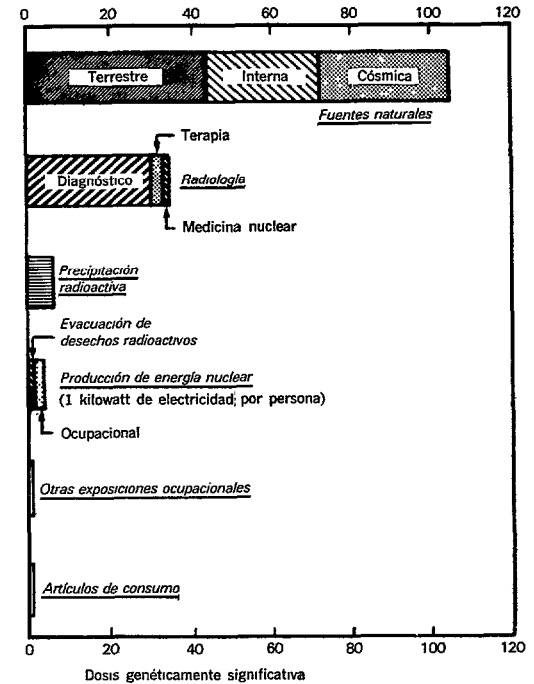 0 20 40 60 80 100 120
Terrestre Interna Cósmica
Fuentes naturales
Terapia
Diagnóstico Radiología
Medicina nuclear
Precipitación
radioactiva
Evacuación de
desechos radioactivos
Producción de energía nuclear
(1 kilowatt de electricidad; por persona)
Ocupacional
Otras exposiciones ocupacionales
Artículos de consumo
0 20 40 60 80 100 120
Dosis genéticamente significativa